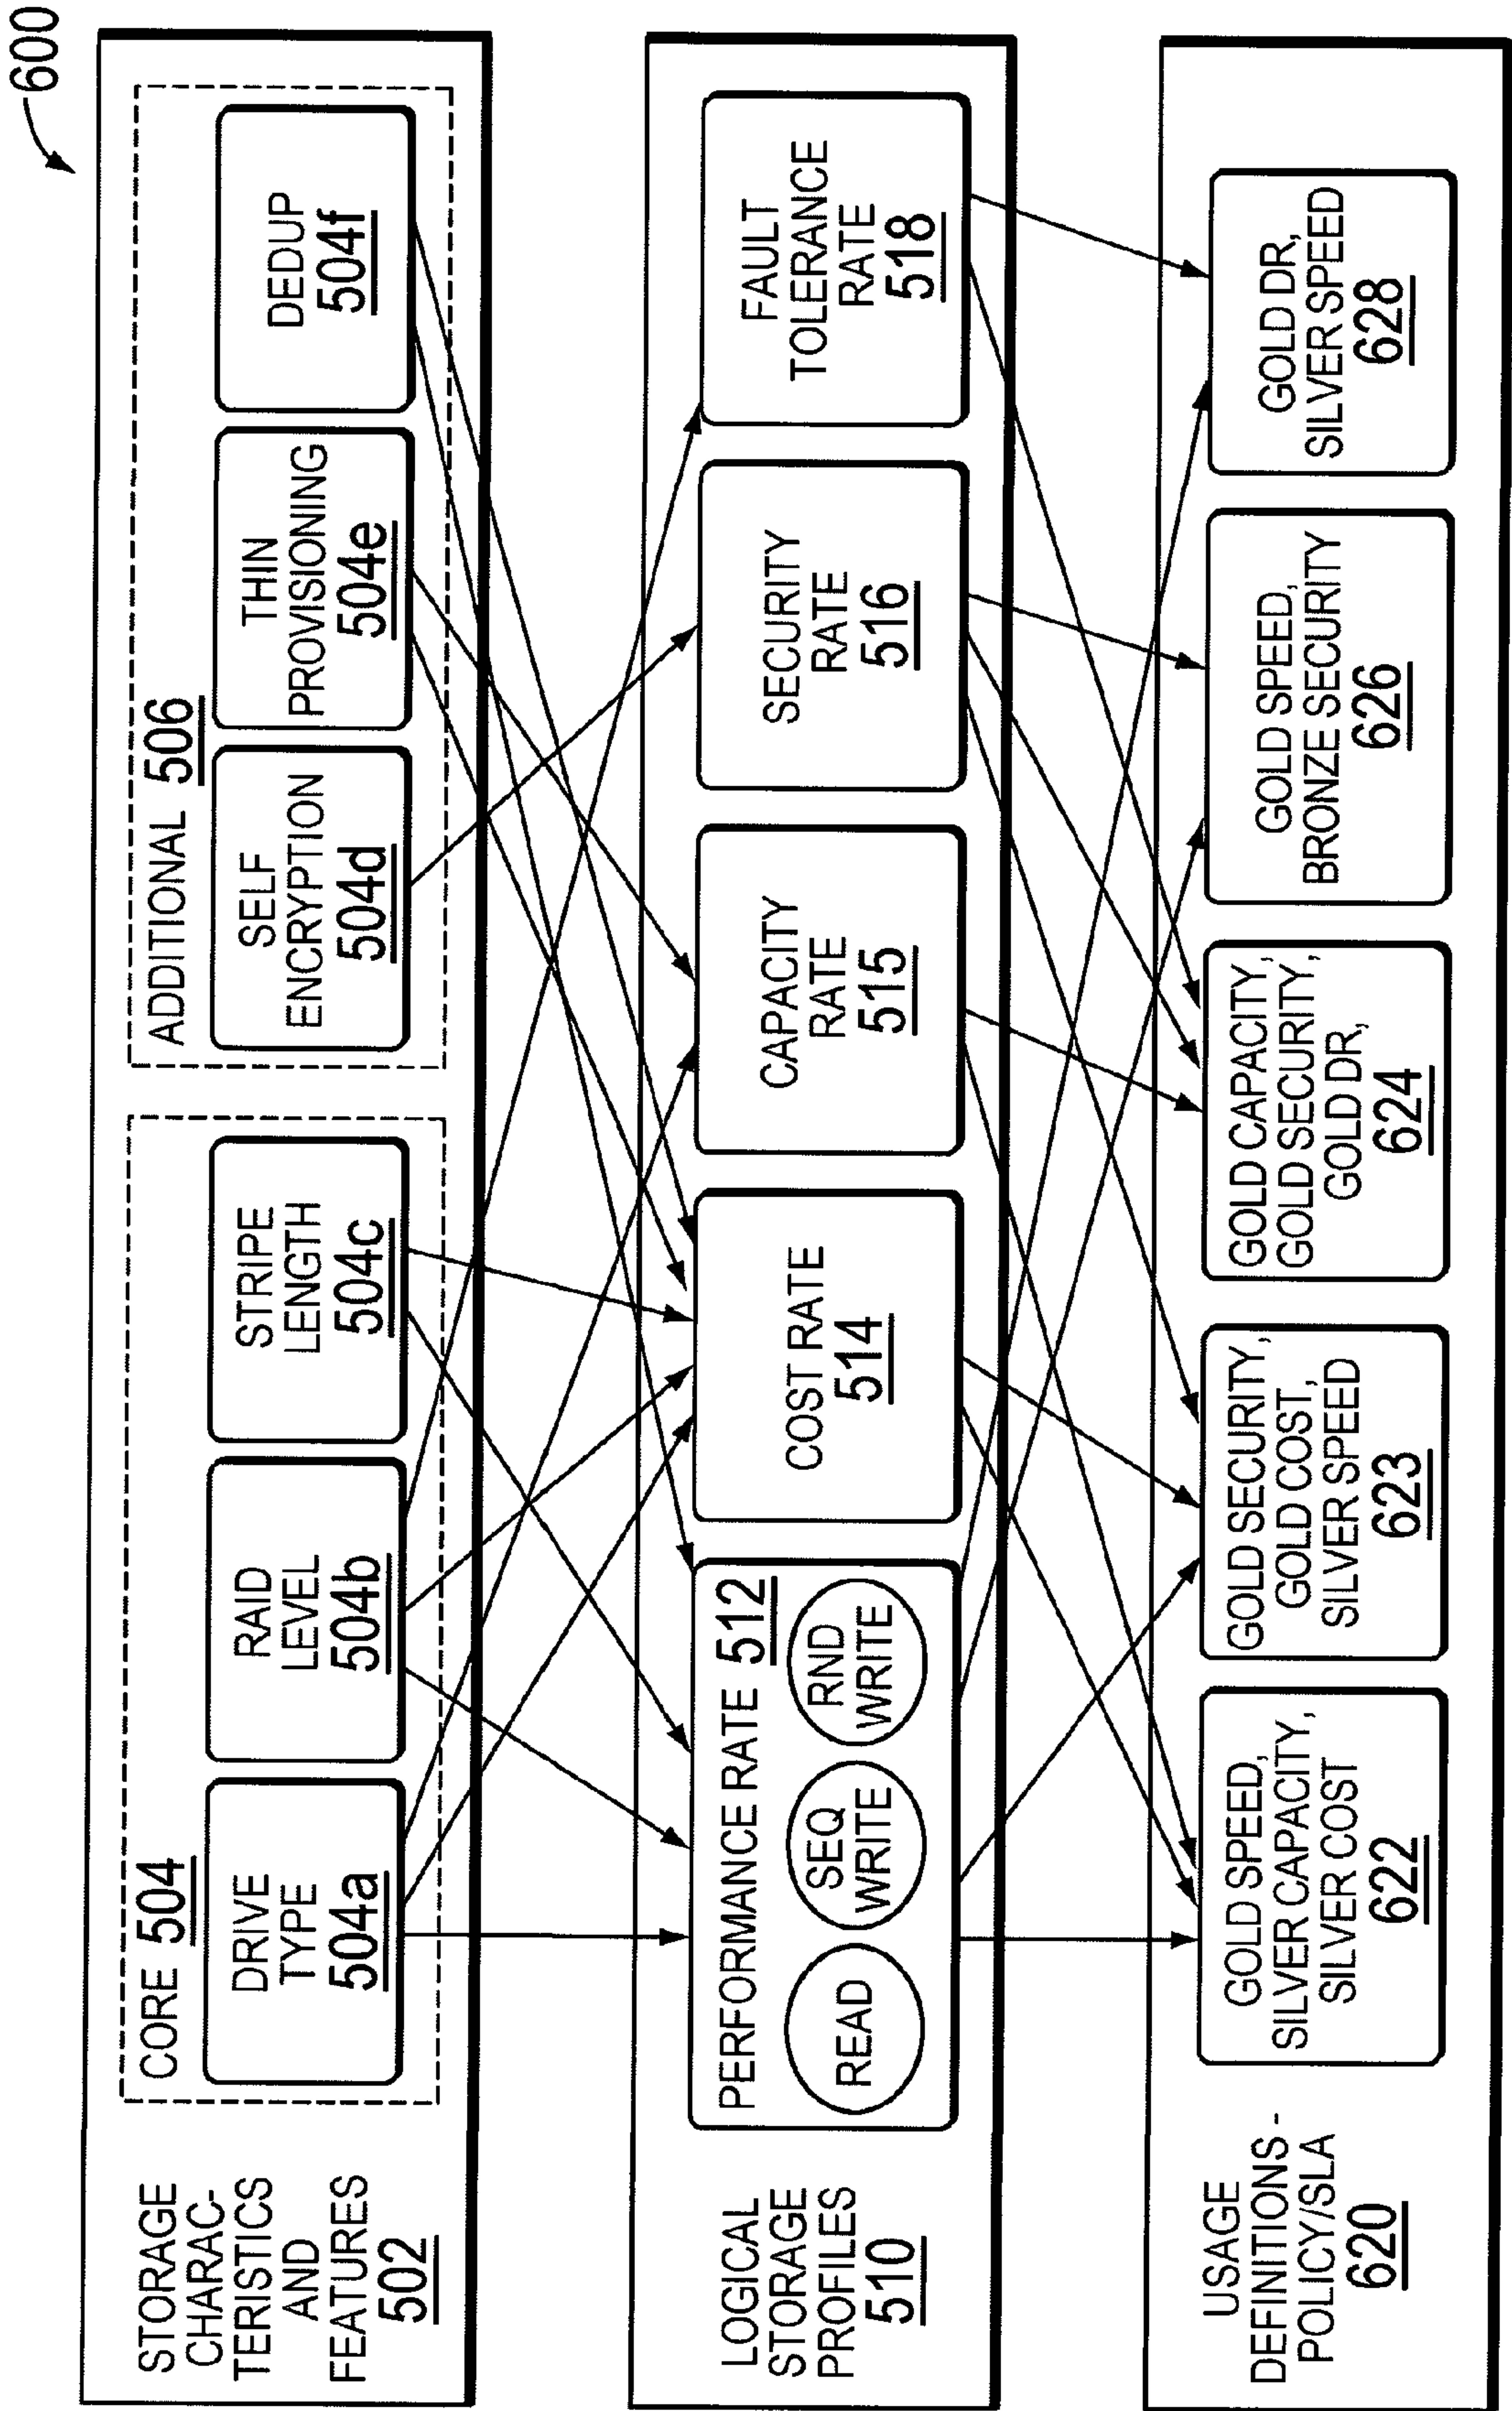 600
STORAGE
CHARAC-
TERISTICS
AND
FEATURES
502
CORE 504
DRIVE
TYPE
504a
RAID
LEVEL
504b
STRIPE
LENGTH
504c
ADDITIONAL 506
SELF
ENCRYPTION
504d
THIN
PROVISIONING
504e
DEDUP
504f
LOGICAL
STORAGE
PROFILES
510
PERFORMANCE RATE 512
READ
SEQ
WRITE
RND
WRITE
COST RATE
514
CAPACITY
RATE
515
SECURITY
RATE
516
FAULT
TOLERANCE
RATE
518
USAGE
DEFINITIONS -
POLICY/SLA
620
GOLD SPEED,
SILVER CAPACITY,
SILVER COST
622
GOLD SECURITY,
GOLD COST,
SILVER SPEED
623
GOLD CAPACITY,
GOLD SECURITY,
GOLD DR,
624
GOLD SPEED,
BRONZE SECURITY
626
GOLD DR,
SILVER SPEED
628